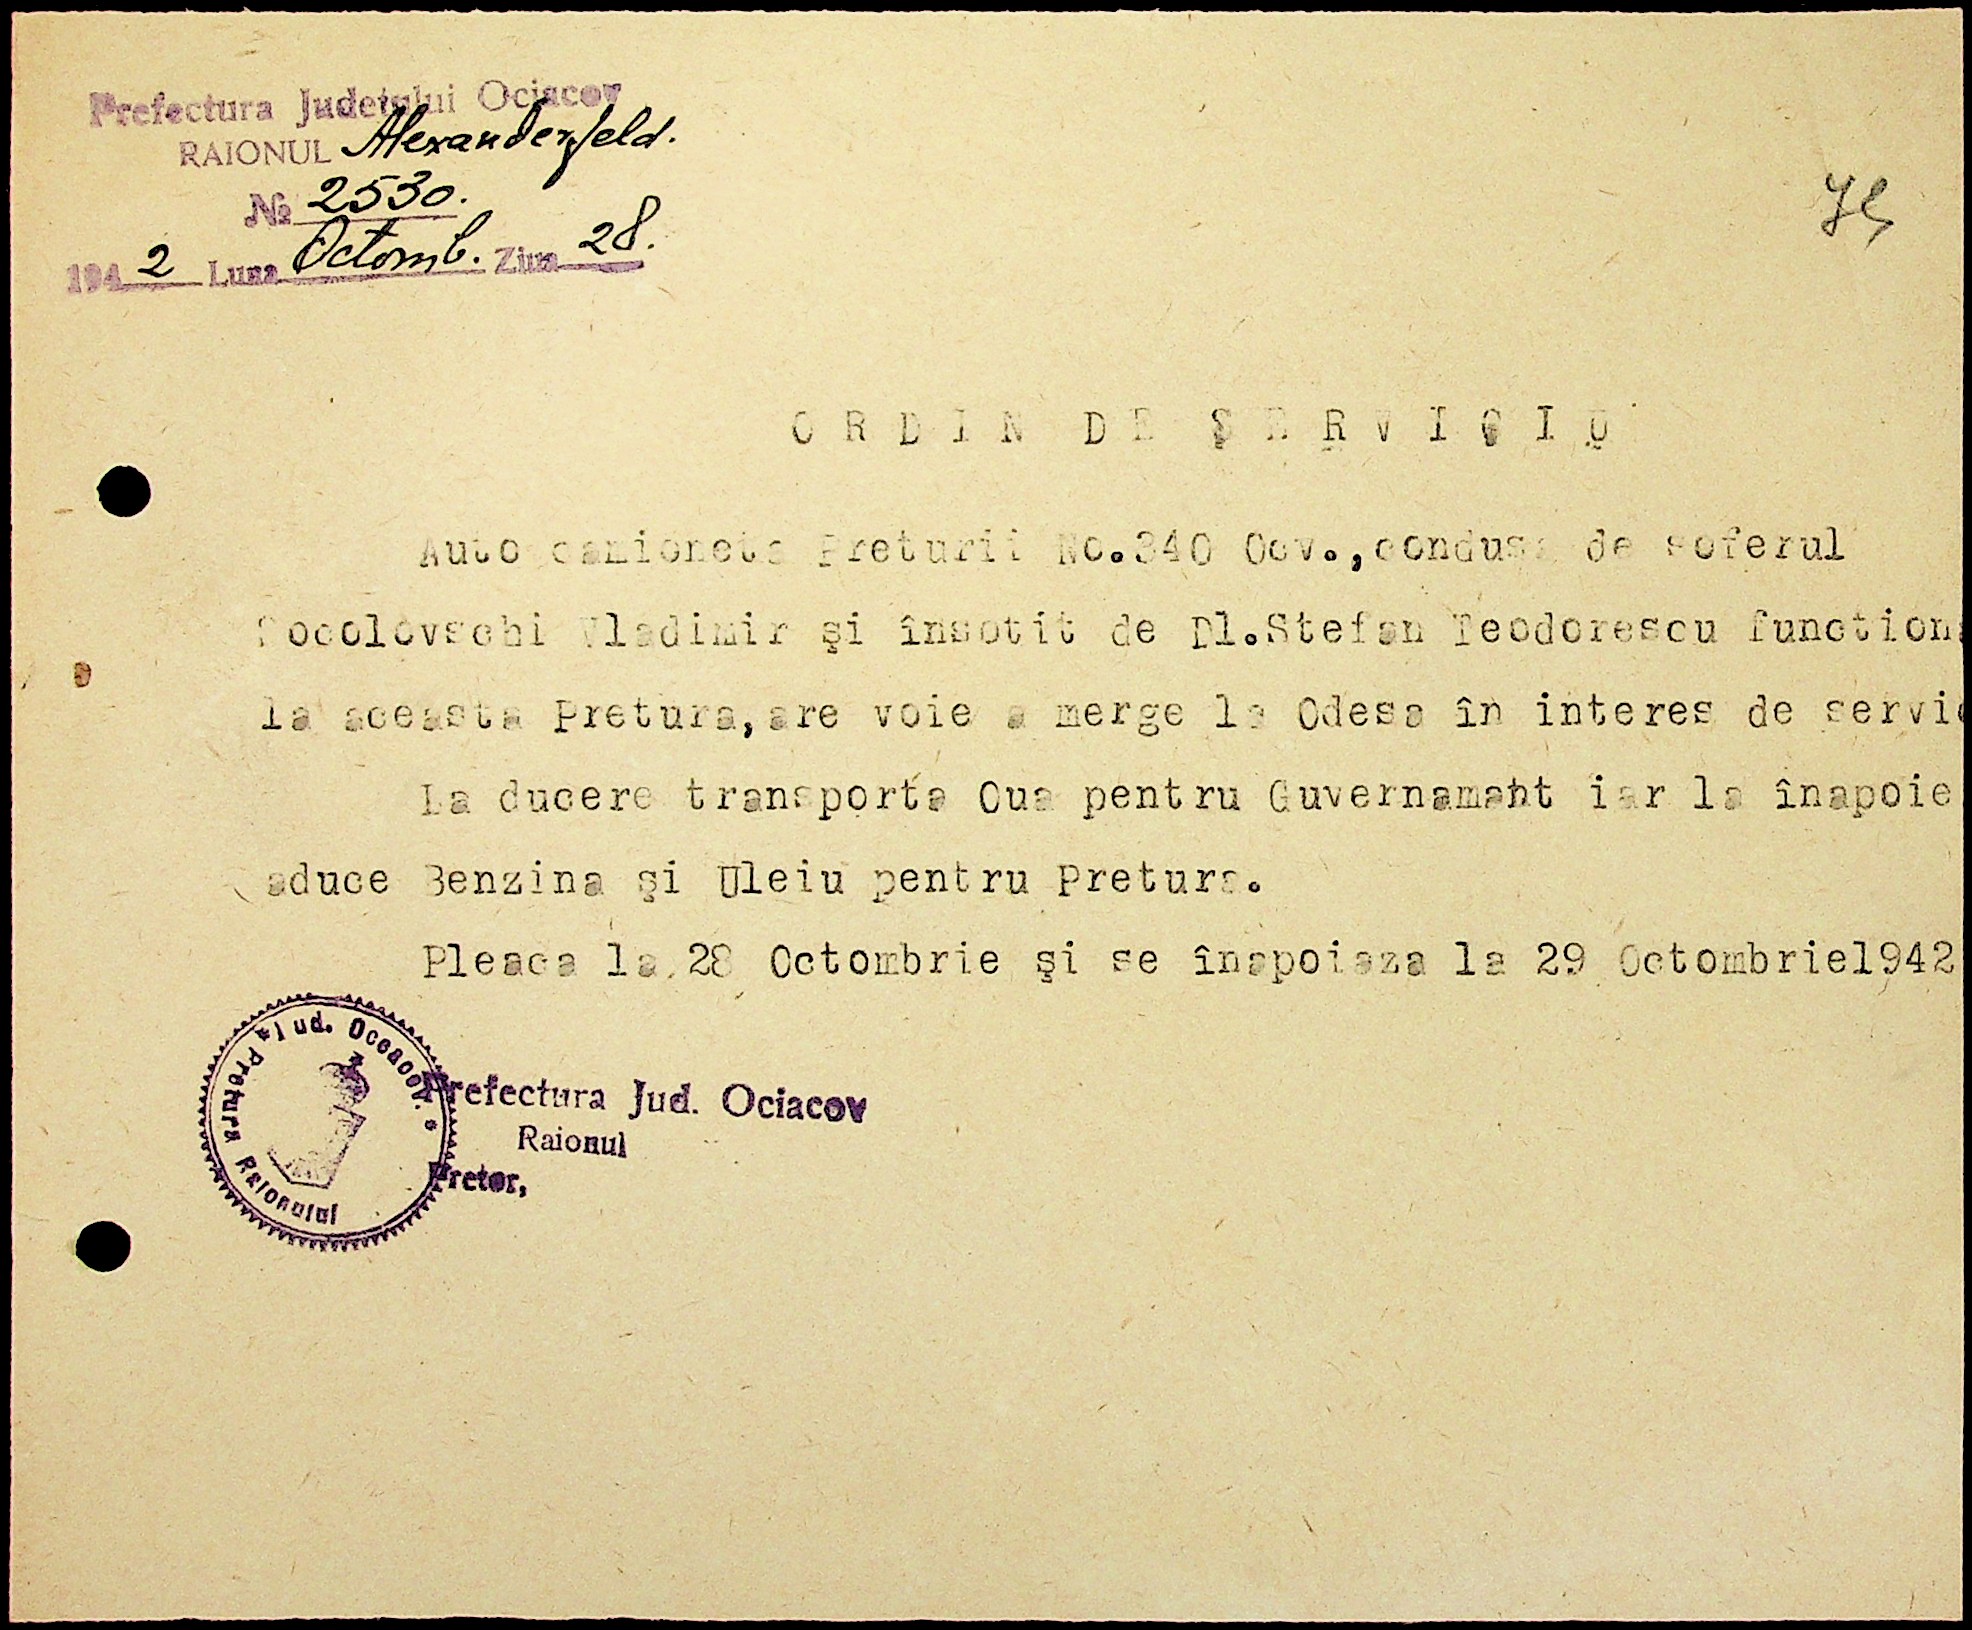 Prefectura Judetului Ociacov
RAIONUL Alexanderfeld.
№ 2530.
1942 Luna Octomb. Ziua 28.
ORDIN DE SERVICIU
Auto camioneta Preturii No.340 Ocv.,condusa de soferul
Socolovschi Vladimir şi însotit de Dl.Stefan Teodorescu function
la aceasta Pretura,are voie a merge la Odesa în interes de servic
La ducere transporta Oua pentru Guvernamant iar la înapoie
aduce Benzina şi Uleiu pentru Pretura.
Pleaca la 28 Octombrie şi se înapoiaza la 29 Octombrie1942
Jud. Oceacov.
Pretura Raionului
Prefectura Jud. Ociacov
Raionul
Pretor,